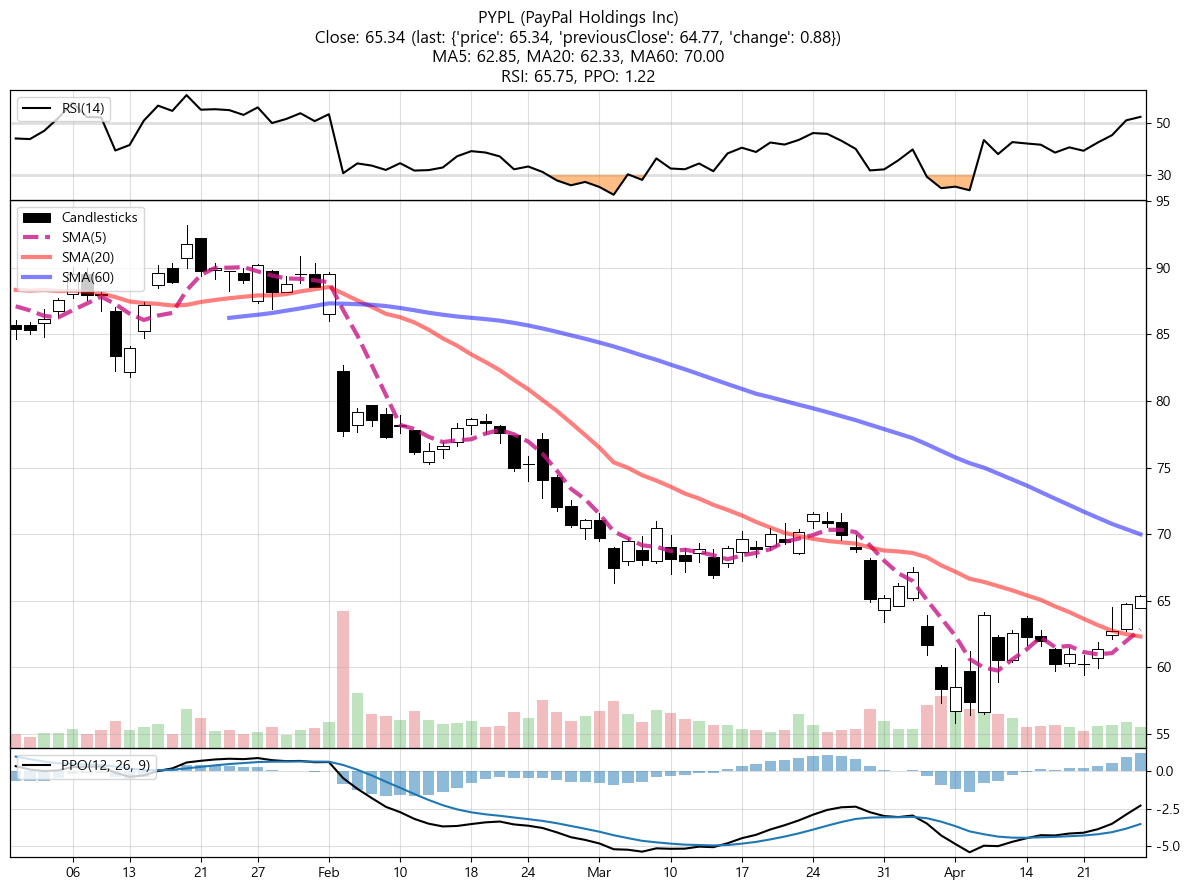 PYPL (PayPal Holdings Inc)
Close: 65.34 (last: {'price': 65.34, 'previousClose': 64.77, 'change': 0.88})
MA5: 62.85, MA20: 62.33, MA60: 70.00
RSI: 65.75, PPO: 1.22
RSI(14)
50
30
Candlesticks
SMA(5)
SMA(20)
SMA(60)
95
90
85
80
75
70
65
60
55
PPO(12, 26, 9)
0.0
-2.5
-5.0
06 13 21 27 Feb 10 18 24 Mar 10 17 24 31 Apr 14 21